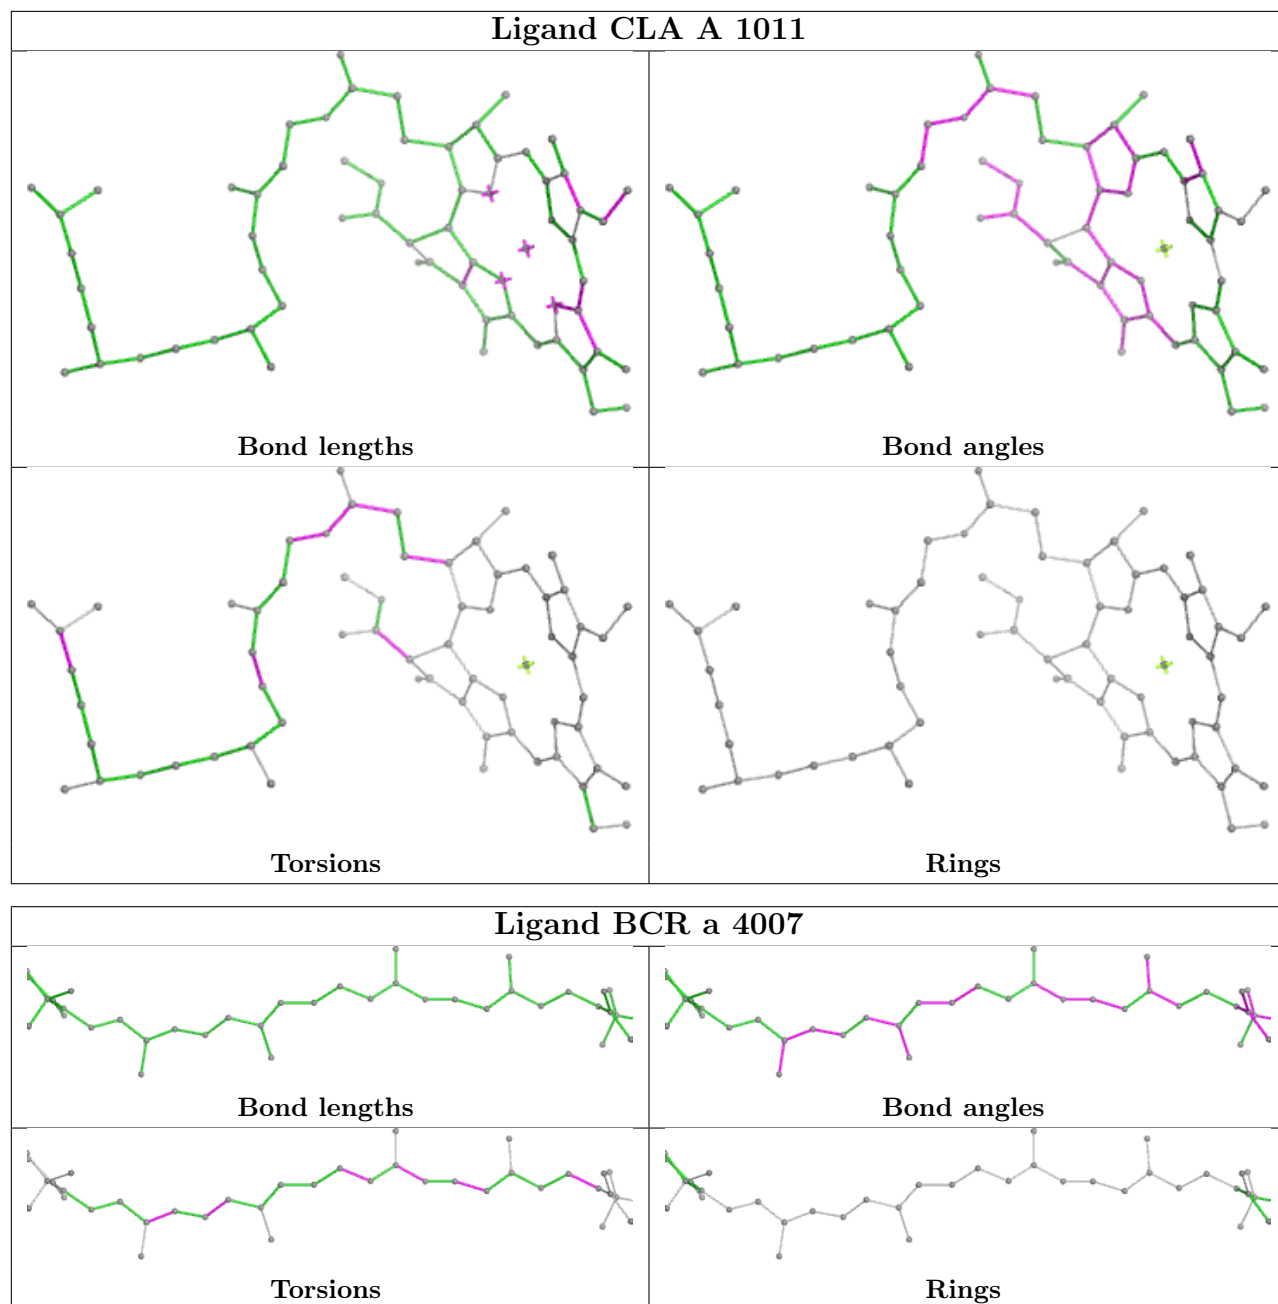 Ligand CLA A 1011
Bond lengths
Bond angles
Torsions
Rings
Ligand BCR a 4007
Bond lengths
Bond angles
Torsions
Rings